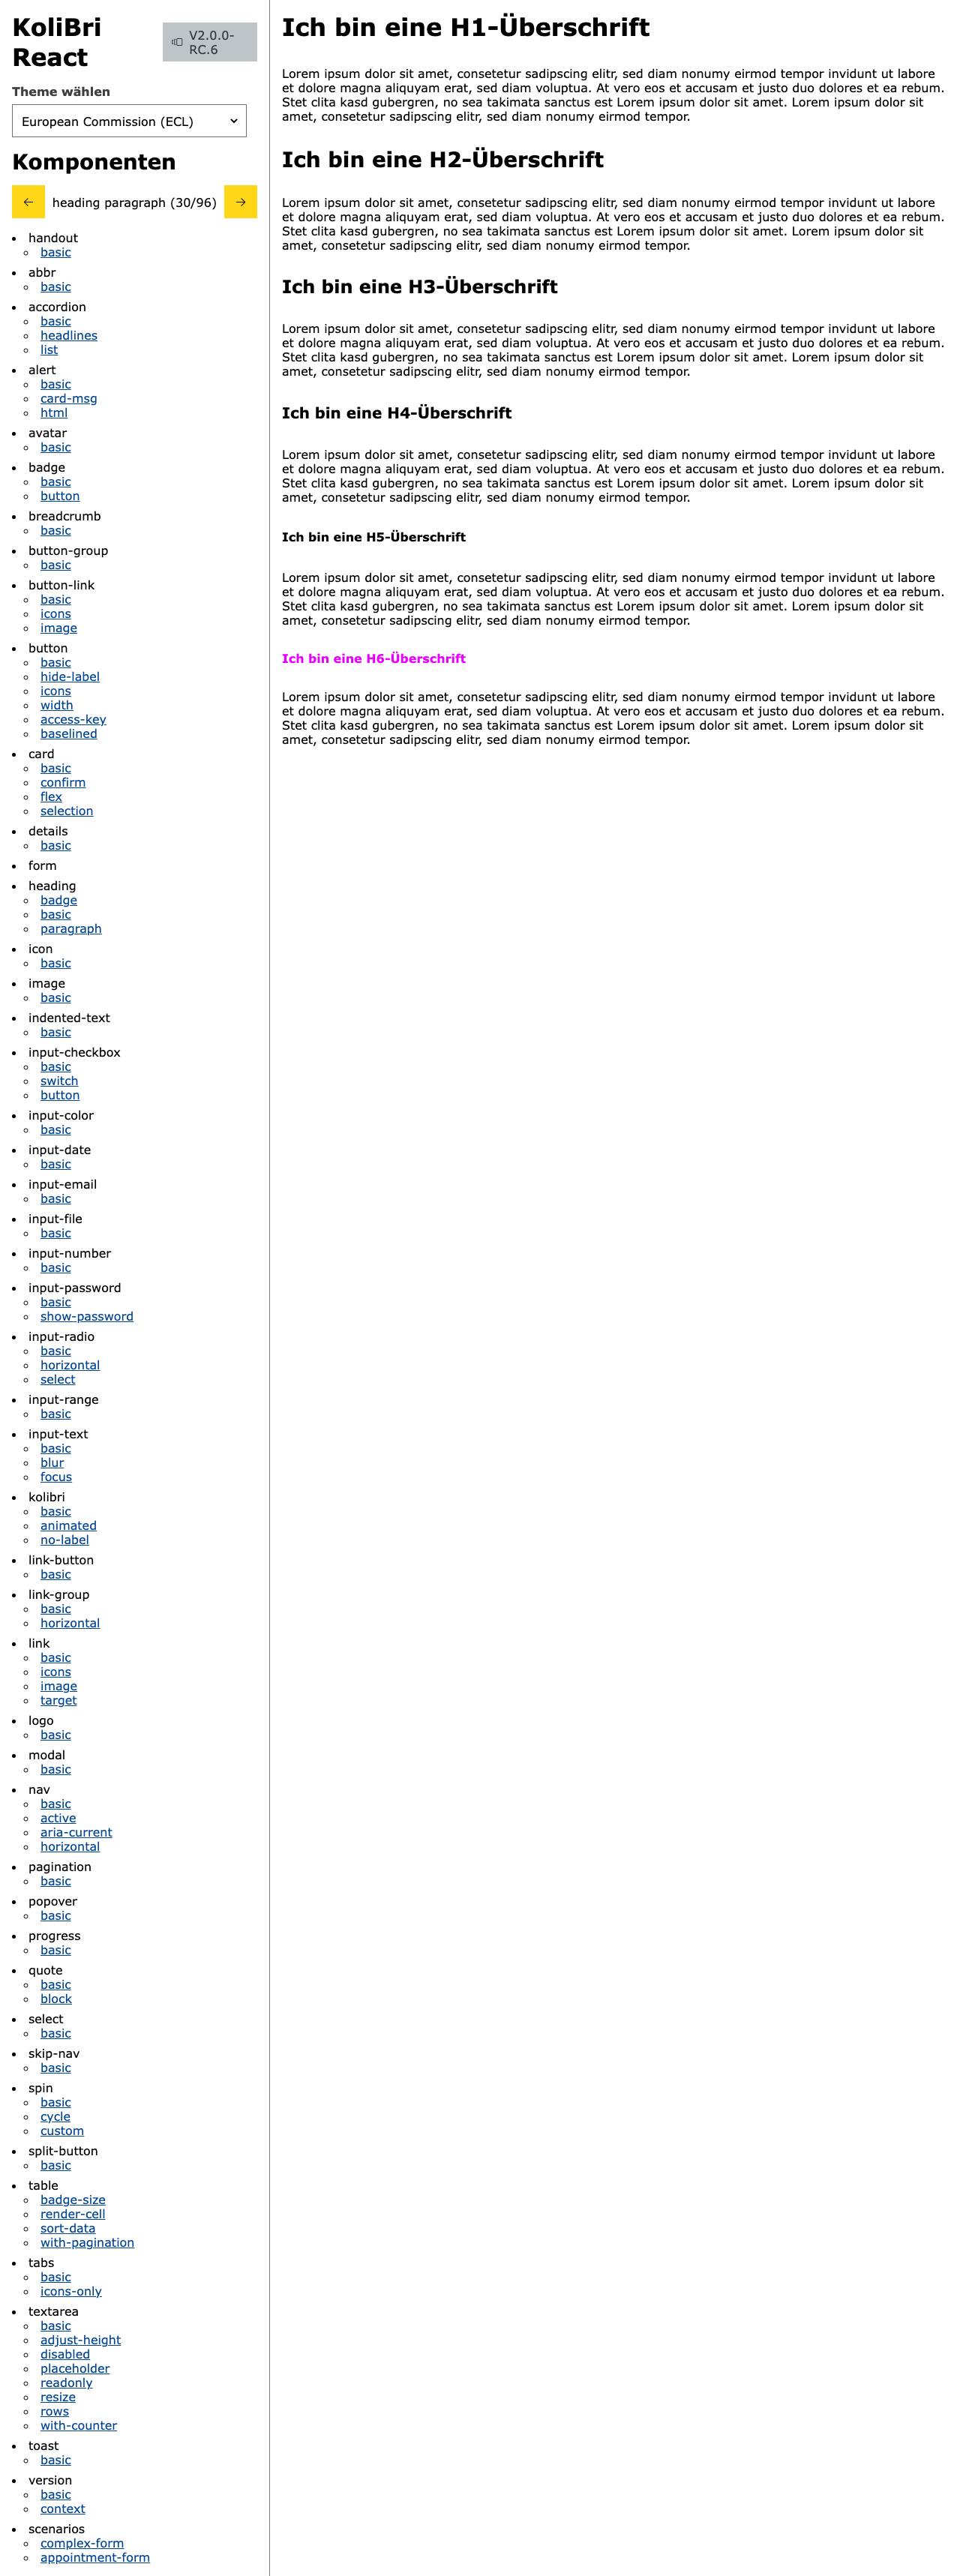 KoliBri
React
V2.0.0-
RC.6
Theme wählen
European Commission (ECL)
Komponenten
← heading paragraph (30/96) →
handout
basic
abbr
basic
accordion
basic
headlines
list
alert
basic
card-msg
html
avatar
basic
badge
basic
button
breadcrumb
basic
button-group
basic
button-link
basic
icons
image
button
basic
hide-label
icons
width
access-key
baselined
card
basic
confirm
flex
selection
details
basic
form
heading
badge
basic
paragraph
icon
basic
image
basic
indented-text
basic
input-checkbox
basic
switch
button
input-color
basic
input-date
basic
input-email
basic
input-file
basic
input-number
basic
input-password
basic
show-password
input-radio
basic
horizontal
select
input-range
basic
input-text
basic
blur
focus
kolibri
basic
animated
no-label
link-button
basic
link-group
basic
horizontal
link
basic
icons
image
target
logo
basic
modal
basic
nav
basic
active
aria-current
horizontal
pagination
basic
popover
basic
progress
basic
quote
basic
block
select
basic
skip-nav
basic
spin
basic
cycle
custom
split-button
basic
table
badge-size
render-cell
sort-data
with-pagination
tabs
basic
icons-only
textarea
basic
adjust-height
disabled
placeholder
readonly
resize
rows
with-counter
toast
basic
version
basic
context
scenarios
complex-form
appointment-form
Ich bin eine H1-Überschrift
Lorem ipsum dolor sit amet, consetetur sadipscing elitr, sed diam nonumy eirmod tempor invidunt ut labore
et dolore magna aliquyam erat, sed diam voluptua. At vero eos et accusam et justo duo dolores et ea rebum.
Stet clita kasd gubergren, no sea takimata sanctus est Lorem ipsum dolor sit amet. Lorem ipsum dolor sit
amet, consetetur sadipscing elitr, sed diam nonumy eirmod tempor.
Ich bin eine H2-Überschrift
Lorem ipsum dolor sit amet, consetetur sadipscing elitr, sed diam nonumy eirmod tempor invidunt ut labore
et dolore magna aliquyam erat, sed diam voluptua. At vero eos et accusam et justo duo dolores et ea rebum.
Stet clita kasd gubergren, no sea takimata sanctus est Lorem ipsum dolor sit amet. Lorem ipsum dolor sit
amet, consetetur sadipscing elitr, sed diam nonumy eirmod tempor.
Ich bin eine H3-Überschrift
Lorem ipsum dolor sit amet, consetetur sadipscing elitr, sed diam nonumy eirmod tempor invidunt ut labore
et dolore magna aliquyam erat, sed diam voluptua. At vero eos et accusam et justo duo dolores et ea rebum.
Stet clita kasd gubergren, no sea takimata sanctus est Lorem ipsum dolor sit amet. Lorem ipsum dolor sit
amet, consetetur sadipscing elitr, sed diam nonumy eirmod tempor.
Ich bin eine H4-Überschrift
Lorem ipsum dolor sit amet, consetetur sadipscing elitr, sed diam nonumy eirmod tempor invidunt ut labore
et dolore magna aliquyam erat, sed diam voluptua. At vero eos et accusam et justo duo dolores et ea rebum.
Stet clita kasd gubergren, no sea takimata sanctus est Lorem ipsum dolor sit amet. Lorem ipsum dolor sit
amet, consetetur sadipscing elitr, sed diam nonumy eirmod tempor.
Ich bin eine H5-Überschrift
Lorem ipsum dolor sit amet, consetetur sadipscing elitr, sed diam nonumy eirmod tempor invidunt ut labore
et dolore magna aliquyam erat, sed diam voluptua. At vero eos et accusam et justo duo dolores et ea rebum.
Stet clita kasd gubergren, no sea takimata sanctus est Lorem ipsum dolor sit amet. Lorem ipsum dolor sit
amet, consetetur sadipscing elitr, sed diam nonumy eirmod tempor.
Ich bin eine H6-Überschrift
Lorem ipsum dolor sit amet, consetetur sadipscing elitr, sed diam nonumy eirmod tempor invidunt ut labore
et dolore magna aliquyam erat, sed diam voluptua. At vero eos et accusam et justo duo dolores et ea rebum.
Stet clita kasd gubergren, no sea takimata sanctus est Lorem ipsum dolor sit amet. Lorem ipsum dolor sit
amet, consetetur sadipscing elitr, sed diam nonumy eirmod tempor.